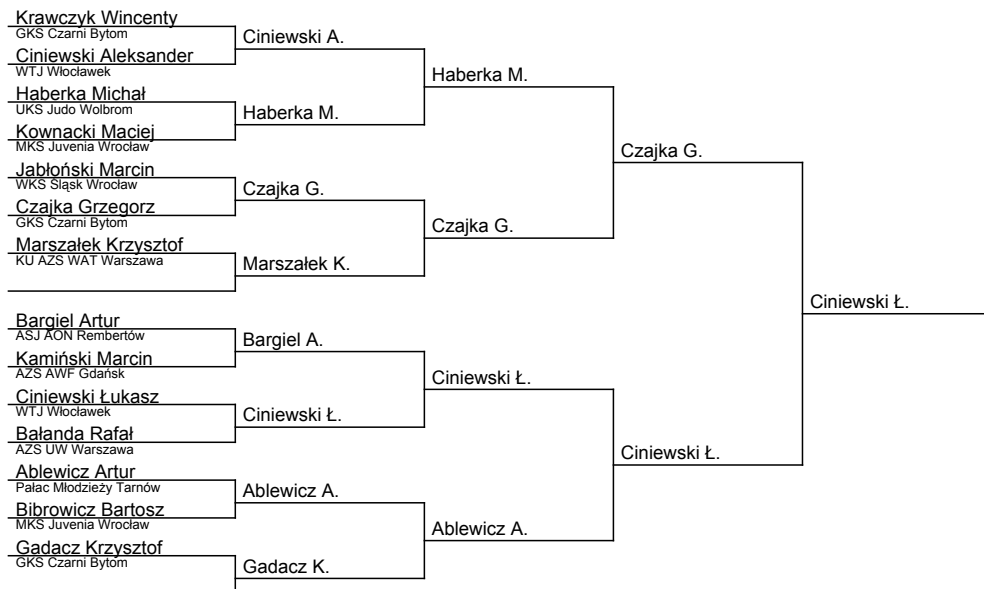 Krawczyk Wincenty
GKS Czarni Bytom
Ciniewski A.
Ciniewski Aleksander
WTJ Włocławek
Haberka M.
Haberka Michał
UKS Judo Wolbrom
Haberka M.
Kownacki Maciej
MKS Juvenia Wrocław
Czajka G.
Jabłoński Marcin
WKS Śląsk Wrocław
Czajka G.
Czajka Grzegorz
GKS Czarni Bytom
Czajka G.
Marszałek Krzysztof
KU AZS WAT Warszawa
Marszałek K.
Ciniewski Ł.
Bargiel Artur
ASJ AON Rembertów
Bargiel A.
Kamiński Marcin
AZS AWF Gdańsk
Ciniewski Ł.
Ciniewski Łukasz
WTJ Włocławek
Ciniewski Ł.
Bałanda Rafał
AZS UW Warszawa
Ciniewski Ł.
Ablewicz Artur
Pałac Młodzieży Tarnów
Ablewicz A.
Bibrowicz Bartosz
MKS Juvenia Wrocław
Ablewicz A.
Gadacz Krzysztof
GKS Czarni Bytom
Gadacz K.